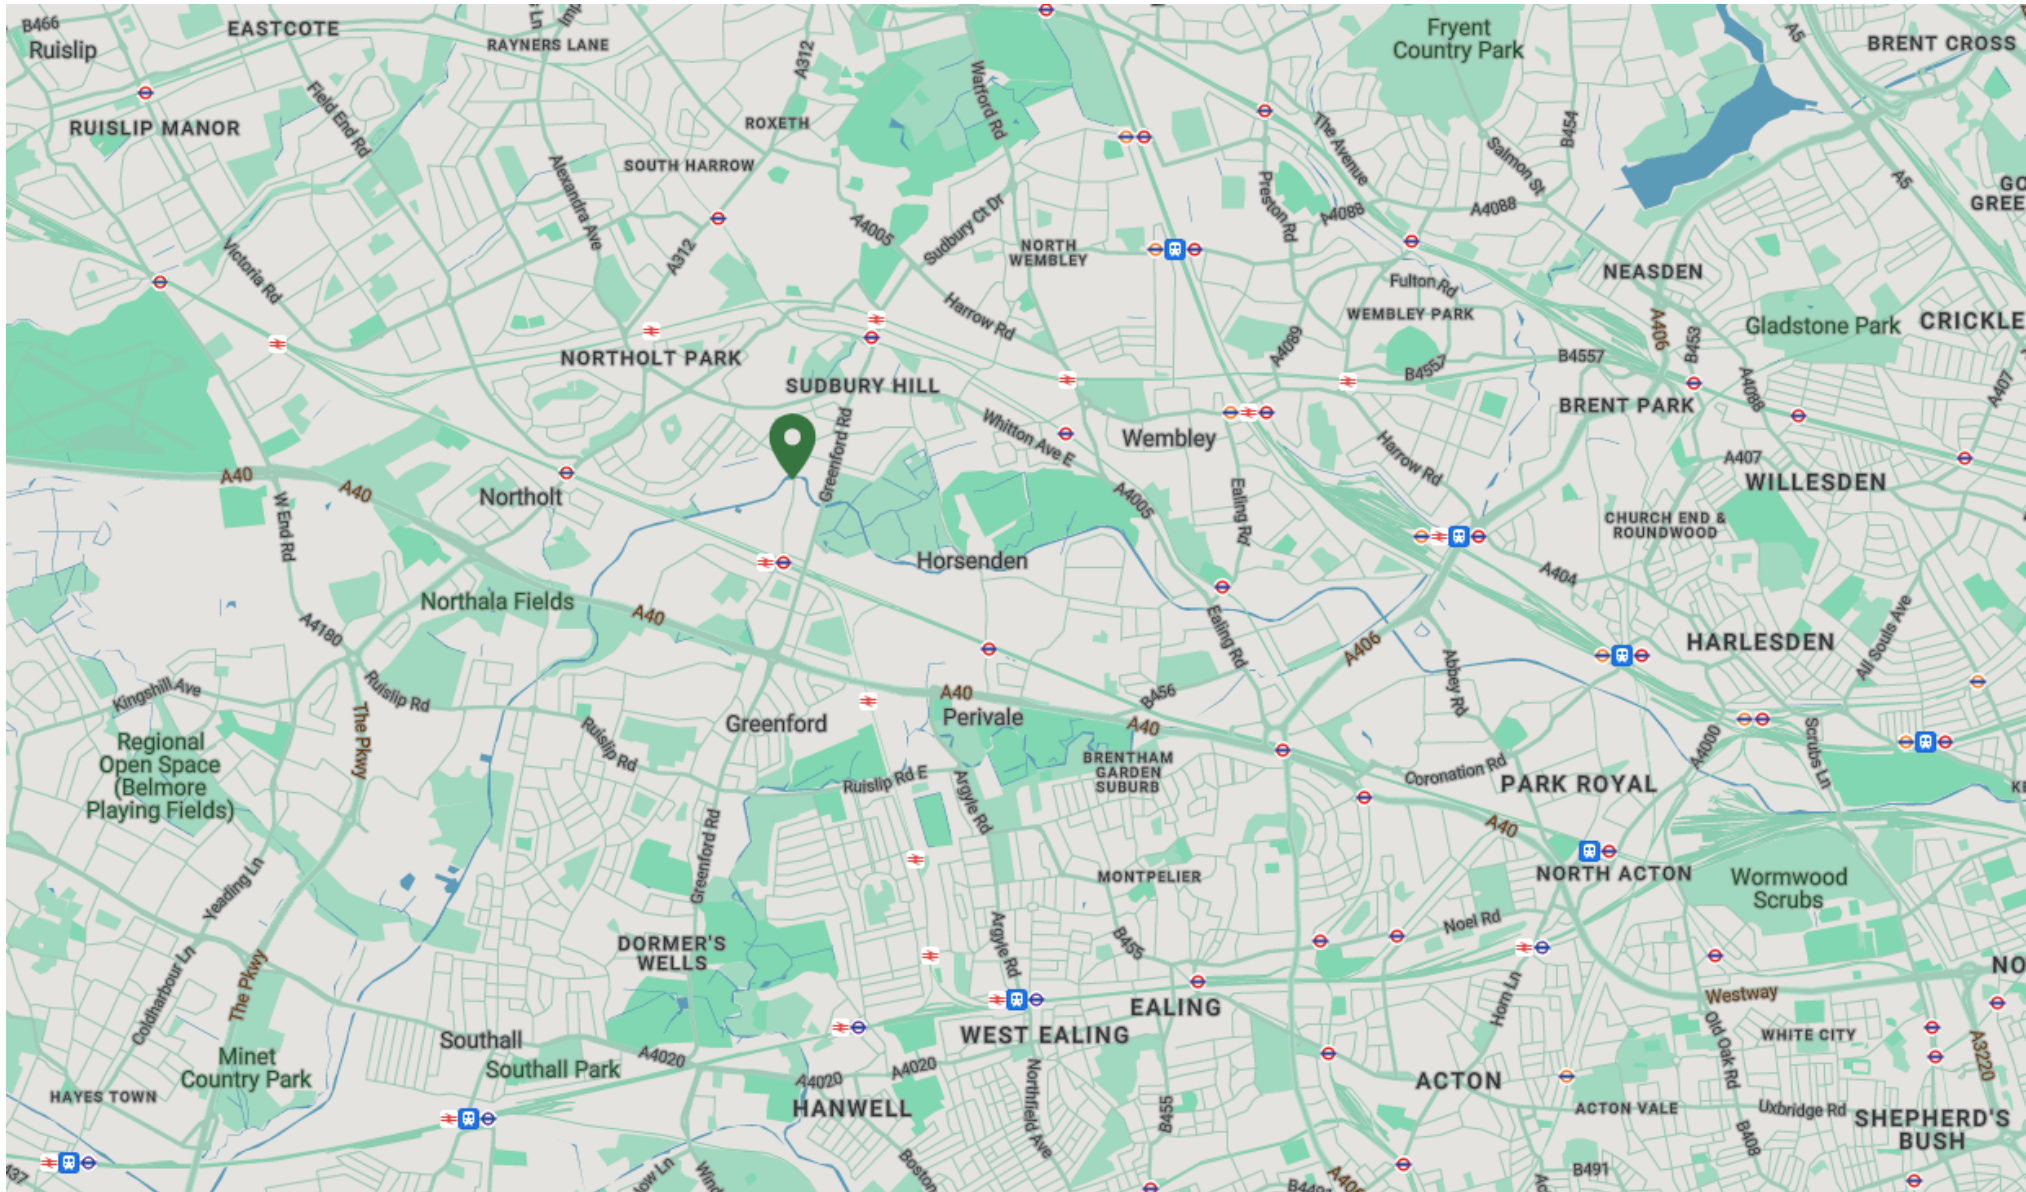 B466
Ruislip
EASTCOTE
RAYNERS LANE
A312
Watford Rd
Fryent
Country Park
A5
BRENT CROSS
RUISLIP MANOR
Field End Rd
ROXETH
SOUTH HARROW
The Avenue
Salmon St
B454
A5
Alexandra Ave
A312
A4005
Sudbury Ct Dr
NORTH
WEMBLEY
Preston Rd
A4088
A4088
Victoria Rd
Harrow Rd
Fulton Rd
WEMBLEY PARK
NEASDEN
A406
B453
Gladstone Park
NORTHOLT PARK
SUDBURY HILL
A4089
B4557
B4557
BRENT PARK
A4088
A407
Greenford Rd
Whitton Ave E
Wembley
Harrow Rd
A40
A40
Northolt
W End Rd
A4005
Ealing Rd
A407
WILLESDEN
CHURCH END &
ROUNDWOOD
Horsenden
A404
Northala Fields
A40
A4180
Ealing Rd
A406
Abbey Rd
HARLESDEN
All Souls Ave
Kingshill Ave
Ruislip Rd
The Pkwy
Regional
Open Space
(Belmore
Playing Fields)
Ruislip Rd
Greenford
A40
Perivale
B456
A40
BRENTHAM
GARDEN
SUBURB
Ruislip Rd E
Argyle Rd
Coronation Rd
PARK ROYAL
A4000
Scrubs Ln
A40
Greenford Rd
MONTPELIER
NORTH ACTON
Wormwood
Scrubs
Yeading Ln
Coldharbour Ln
The Pkwy
DORMER'S
WELLS
Argyle Rd
B455
Noel Rd
Horn Ln
Westway
EALING
WEST EALING
Southall
Southall Park
A4020
A4020
A4020
Minet
Country Park
HAYES TOWN
HANWELL
Northfield Ave
B455
ACTON
Old Oak Rd
WHITE CITY
A3220
ACTON VALE
Uxbridge Rd
SHEPHERD'S
BUSH
B408
B491
Boston